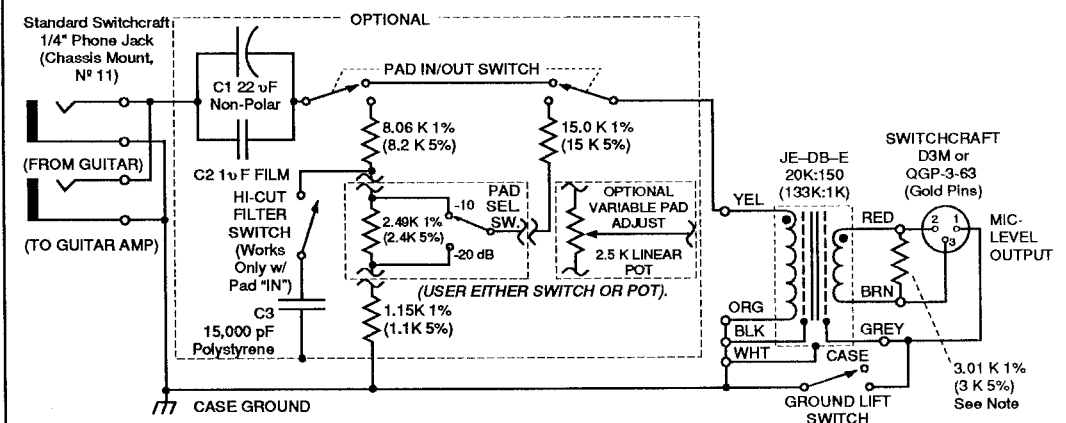 OPTIONAL
Standard Switchcraft
1/4" Phone Jack
(Chassis Mount,
Nº 11)
(FROM GUITAR)
(TO GUITAR AMP)
C1 22 υF
Non-Polar
C2 1υF FILM
PAD IN/OUT SWITCH
8.06 K 1%
(8.2 K 5%)
15.0 K 1%
(15 K 5%)
HI-CUT
FILTER
SWITCH
(Works
Only w/
Pad "IN")
C3
15,000 pF
Polystyrene
2.49K 1%
(2.4K 5%)
-10
PAD
SEL.
SW.
-20 dB
OPTIONAL
VARIABLE PAD
ADJUST
2.5 K LINEAR
POT
(USER EITHER SWITCH OR POT).
1.15K 1%
(1.1K 5%)
JE–DB–E
20K:150
(133K:1K)
YEL
ORG
BLK
WHT
RED
BRN
GREY
CASE
SWITCHCRAFT
D3M or
QGP-3-63
(Gold Pins)
2 1
3
MIC-
LEVEL
OUTPUT
3.01 K 1%
(3 K 5%)
See Note
GROUND LIFT
SWITCH
CASE GROUND